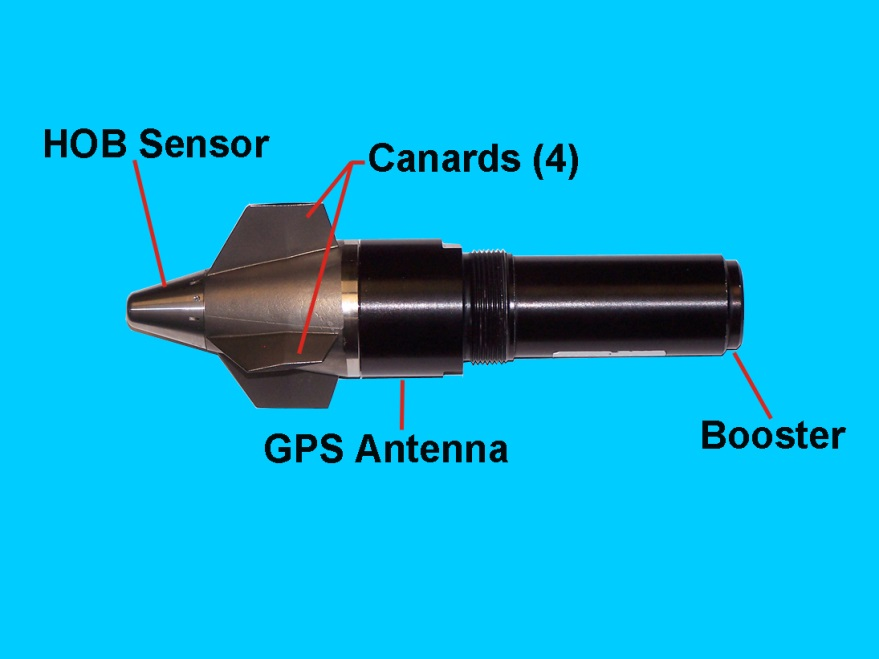 HOB Sensor
Canards (4)
GPS Antenna
Booster